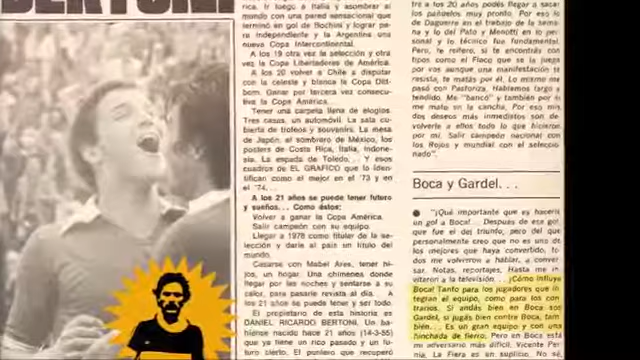 BERTONI
rica. Ir luego a Italia y asombrar al
mundo con una pared sensacional que
terminó en gol de Bochini y lograr pa-
ra Independiente y la Argentina una
nueva Copa Intercontinental.
A los 19 otra vez la selección y otra
vez la Copa Libertadores de América.
A los 20 volver a Chile a disputar
con la celeste y blanca la Copa Ditt-
born. Ganar por tercera vez consecu-
tiva la Copa América...
Tener una carpeta llena de elogios.
Tres casas, un automóvil. La sala cu-
bierta de trofeos y souvenirs. La mesa
de Japón, el sombrero de México, los
posters de Costa Rica, Italia, Indone-
sia. La espada de Toledo... Y esos
cuadros de EL GRAFICO que lo iden-
tifican como el mejor en el '73 y en
el '74...
A los 21 años se puede tener futuro
y sueños... Como éstos:
Volver a ganar la Copa América.
Salir campeón con su equipo.
Llegar a 1978 como titular de la se-
lección y darle al país un título del
mundo.
Casarse con Mabel Ares, tener hi-
jos, un hogar. Una chimenea donde
llegar por las noches y sentarse a su
calor, para pasarle revista al día. A
los 21 años se puede tener y ser todo.
El propietario de esta historia es
DANIEL RICARDO BERTONI. Un ba-
hiense nacido hace 21 años (14-3-55)
que ya tiene un rico pasado y un fu-
turo cierto. El puntero que recuperó
tro a los 20 años podés llegar a sacar
los pañuelos muy pronto. Por eso lo
de Daguerre en el trabajo de la sema-
na y lo del Pato y Menotti en lo per-
sonal y lo técnico fue fundamental.
Pero, te reitero, si te encontrás con
tipos como el Flaco que se la juega
por vos aunque una manifestación te
resista, te matás por él. Lo mismo me
pasó con Pastoriza. Hablamos largo y
tendido. Me "bancó" y también por él
me mato en la cancha. Por eso mis
dos deseos más inmediatos son de-
volverle a ellos todo lo que hicieron
por mí. Salir campeón nacional con
los Rojos y mundial con el seleccio-
nado".
Boca y Gardel...
● "¡Qué importante que es hacerle
un gol a Boca!... Después de ese gol,
que fue el del triunfo, pero del que
personalmente creo que no es uno de
los mejores que haya convertido, to-
dos me volvieron a hablar, a conver-
sar. Notas, reportajes. Hasta me in-
vitaron a la televisión... ¡Cómo influye
Boca! Tanto para los jugadores que in-
tegran el equipo, como para los con-
trarios. Si andás bien en Boca sos
Gardel, si jugás bien contra Boca, tam-
bién... Es un gran equipo y con una
hinchada de fierro. Pero en Boca está
mi adversario más difícil, Vicente Per-
nía. La Fiera es un suplicio. No sé